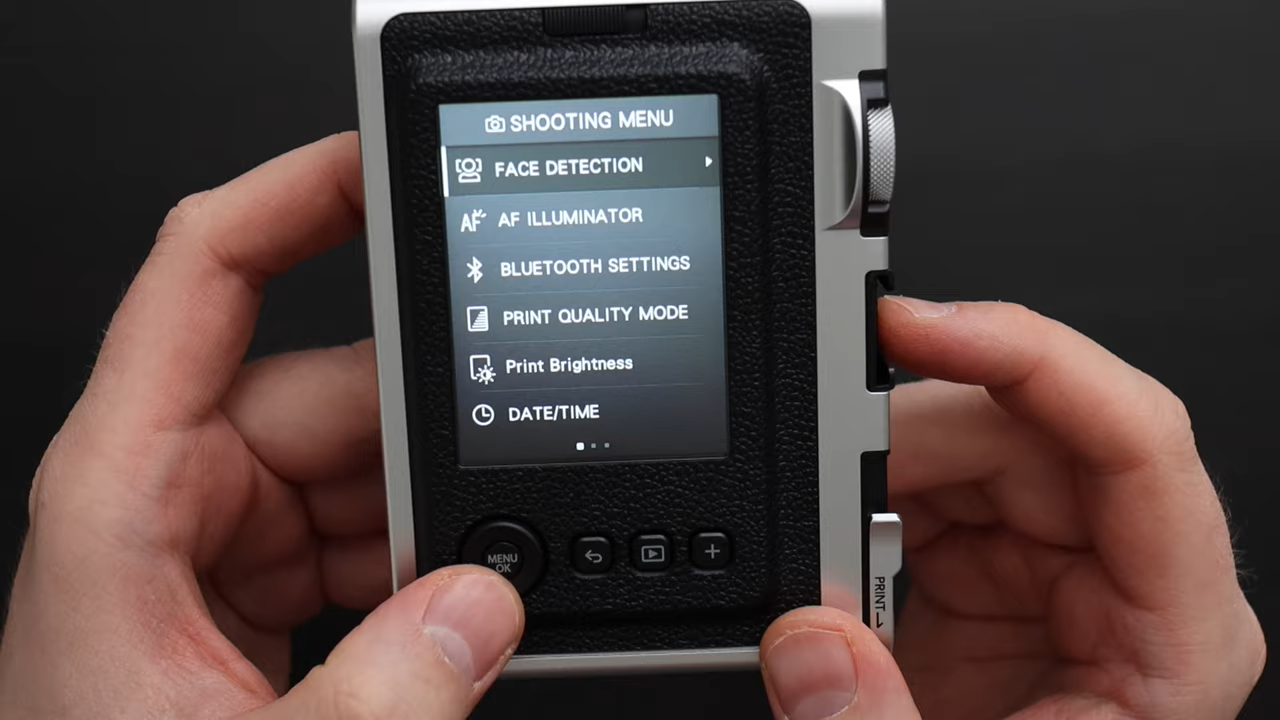 SHOOTING MENU
FACE DETECTION
AF ILLUMINATOR
BLUETOOTH SETTINGS
PRINT QUALITY MODE
Print Brightness
DATE/TIME
MENU
OK
PRINT